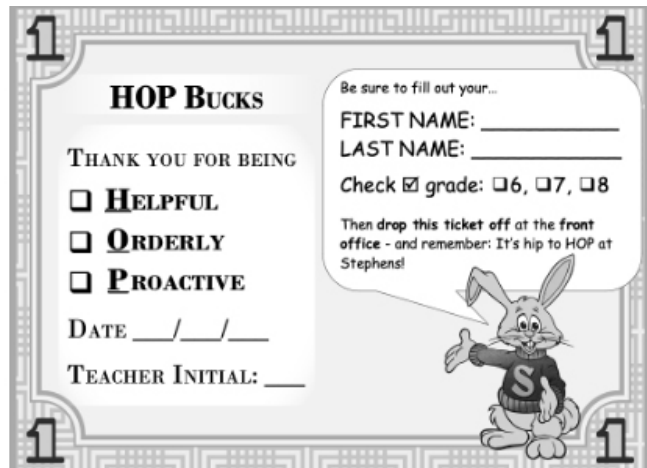 1
1
HOP BUCKS
THANK YOU FOR BEING
❑ HELPFUL
❑ ORDERLY
❑ PROACTIVE
DATE ___/___/___
TEACHER INITIAL: ___
Be sure to fill out your...
FIRST NAME: ____________
LAST NAME: _____________
Check ☑ grade: ❑6, ❑7, ❑8
Then drop this ticket off at the front
office - and remember: It's hip to HOP at
Stephens!
S
1
1